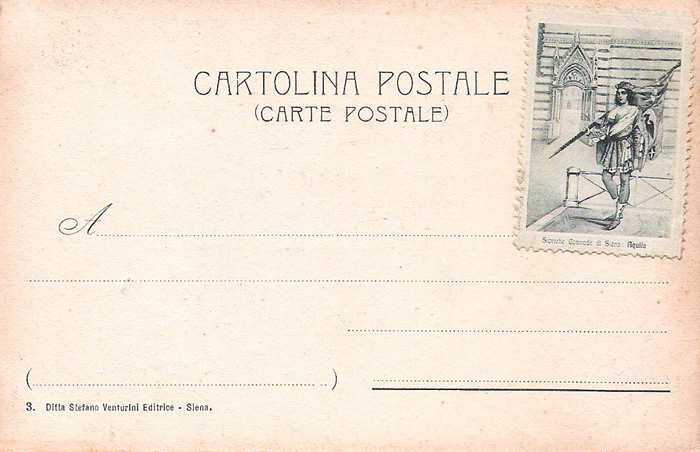 CARTOLINA POSTALE
(CARTE POSTALE)
Storiche Contrade di Siena: Aquila
A
( )
3. Ditta Stefano Venturini Editrice - Siena.